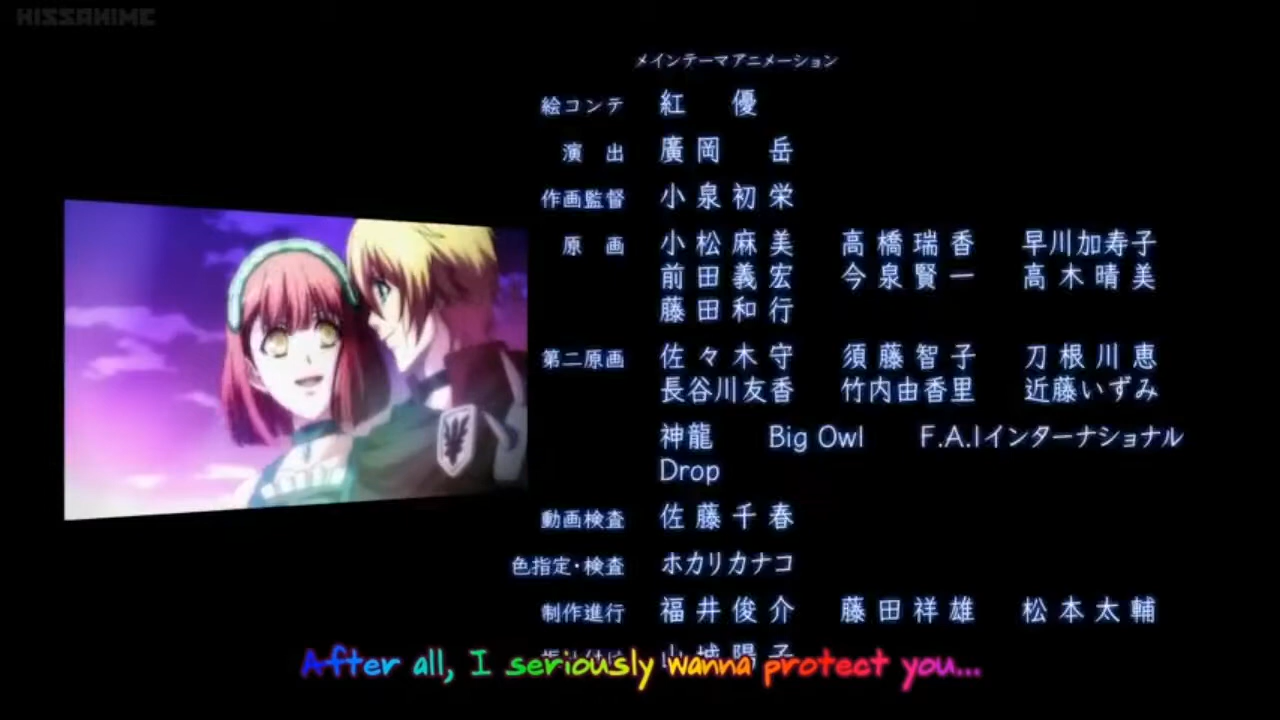 KISSANIME
メインテーマアニメーション
絵コンテ 紅 優
演出 廣岡 岳
作画監督 小泉初栄
原画 小松麻美 高橋瑞香 早川加寿子
前田義宏 今泉賢一 高木晴美
藤田和行
第二原画 佐々木守 須藤智子 刀根川恵
長谷川友香 竹内由香里 近藤いずみ
神龍 Big Owl F.A.Iインターナショナル
Drop
動画検査 佐藤千春
色指定・検査 ホカリカナコ
制作進行 福井俊介 藤田祥雄 松本太輔
山城陽子
After all, I seriously wanna protect you...